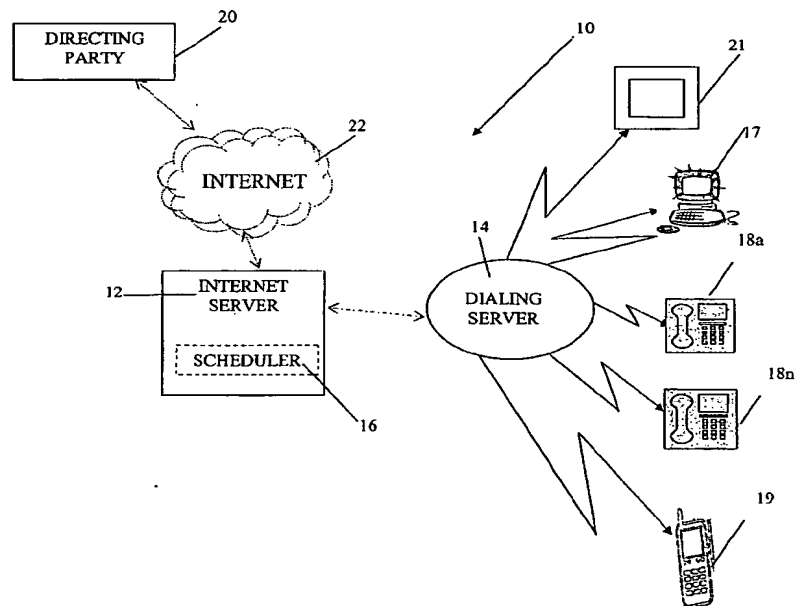 DIRECTING
PARTY
20
10
21
22
INTERNET
17
14
18a
12
INTERNET
SERVER
DIALING
SERVER
SCHEDULER
18n
16
19